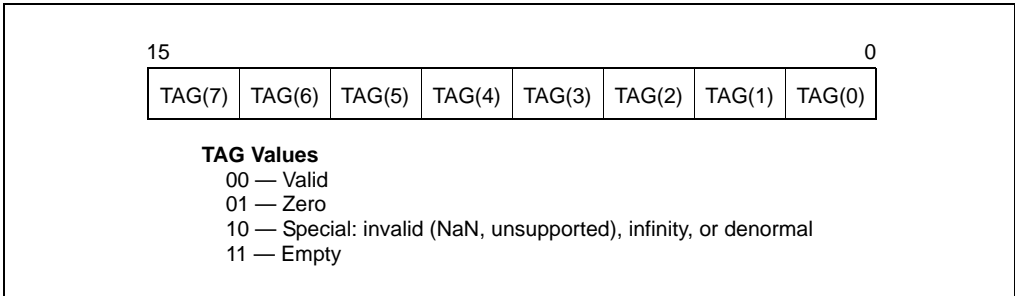 15 0
TAG(7) TAG(6) TAG(5) TAG(4) TAG(3) TAG(2) TAG(1) TAG(0)
TAG Values
00 — Valid
01 — Zero
10 — Special: invalid (NaN, unsupported), infinity, or denormal
11 — Empty